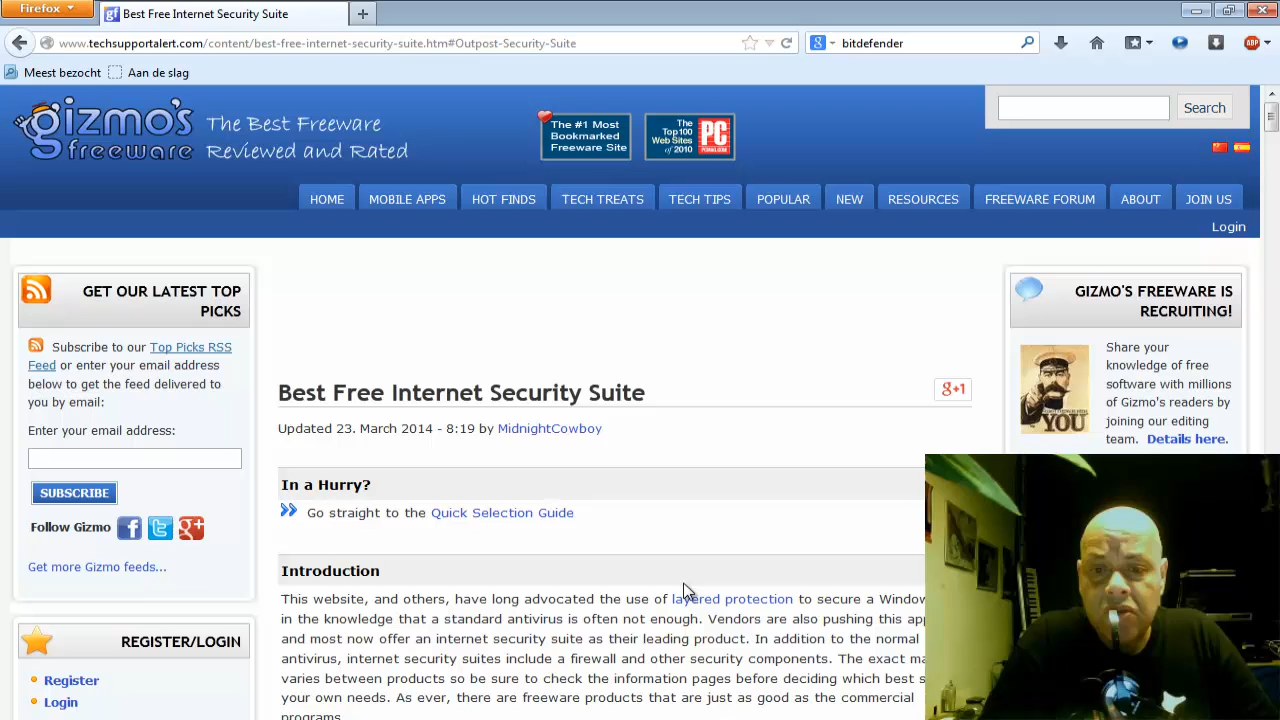 Firefox
Best Free Internet Security Suite
www.techsupportalert.com/content/best-free-internet-security-suite.htm#Outpost-Security-Suite
bitdefender
ABP
Meest bezocht
Aan de slag
gizmo's
freeware
The Best Freeware
Reviewed and Rated
The #1 Most
Bookmarked
Freeware Site
The
Top100
Web Sites
of 2010
PC
Search
HOME
MOBILE APPS
HOT FINDS
TECH TREATS
TECH TIPS
POPULAR
NEW
RESOURCES
FREEWARE FORUM
ABOUT
JOIN US
Login
GET OUR LATEST TOP
PICKS
Subscribe to our Top Picks RSS
Feed or enter your email address
below to get the feed delivered to
you by email:
Enter your email address:
SUBSCRIBE
Follow Gizmo
Get more Gizmo feeds...
REGISTER/LOGIN
Register
Login
Best Free Internet Security Suite
g+1
Updated 23. March 2014 - 8:19 by MidnightCowboy
In a Hurry?
Go straight to the Quick Selection Guide
Introduction
This website, and others, have long advocated the use of layered protection to secure a Window
in the knowledge that a standard antivirus is often not enough. Vendors are also pushing this ap
and most now offer an internet security suite as their leading product. In addition to the normal
antivirus, internet security suites include a firewall and other security components. The exact ma
varies between products so be sure to check the information pages before deciding which best s
your own needs. As ever, there are freeware products that are just as good as the commercial
programs.
GIZMO'S FREEWARE IS
RECRUITING!
YOU
Share your
knowledge of free
software with millions
of Gizmo's readers by
joining our editing
team. Details here.